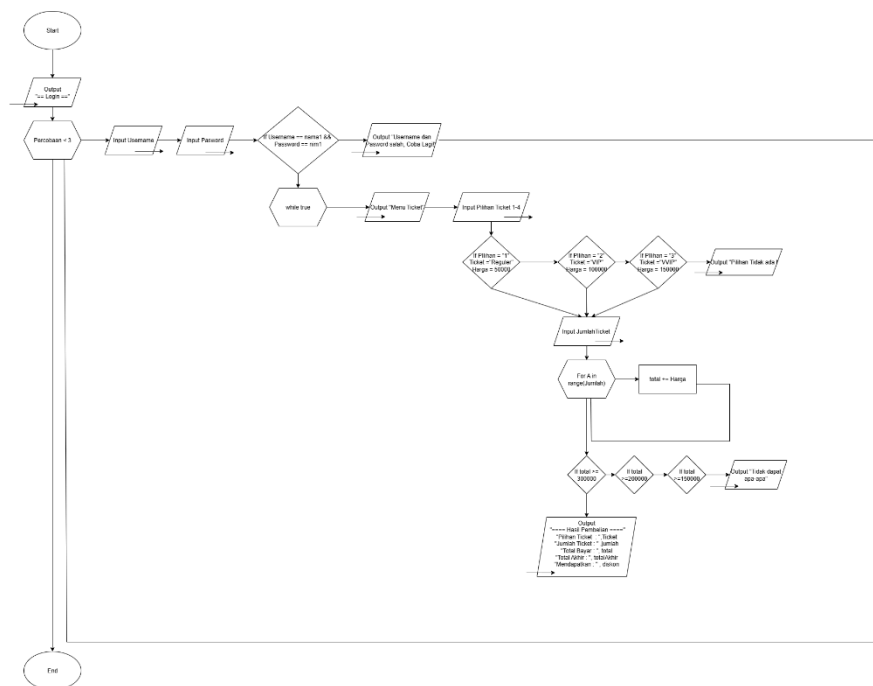 Start
Output
"== Login =="
Percobaan < 3
Input Username
Input Pasword
If Username == nama1 &&
Password == nim1
Output "Username dan
Pasword salah, Coba Lagi"
while true
Output "Menu Ticket"
Input Pilihan Ticket 1-4
If Pilihan = "1"
Ticket ="Reguler"
Harga = 50000
If Pilihan = "2"
Ticket ="VIP"
Harga = 100000
If Pilihan = "3"
Ticket ="VVIP"
Harga = 150000
Output "Pilihan Tidak ada
Input JumlahTicket
For A in
range(Jumlah)
total += Harga
If total >=
300000
If total
>=200000
If total
>=150000
Output "Tidak dapat
apa-apa"
Output
"==== Hasil Pembelian ===="
"Pilihan Ticket : ",Ticket
"Jumlah Ticket : ",jumlah
"Total Bayar : ", total
"Total Akhir : ", totalAkhir
"Mendapatkan : " , diskon
End